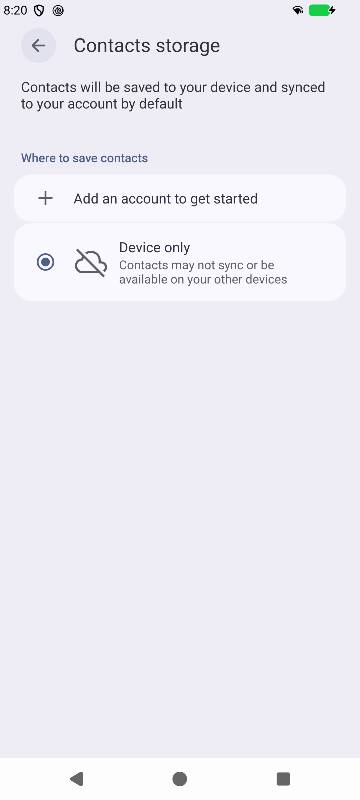 8:20
Contacts storage
Contacts will be saved to your device and synced
to your account by default
Where to save contacts
Add an account to get started
Device only
Contacts may not sync or be
available on your other devices